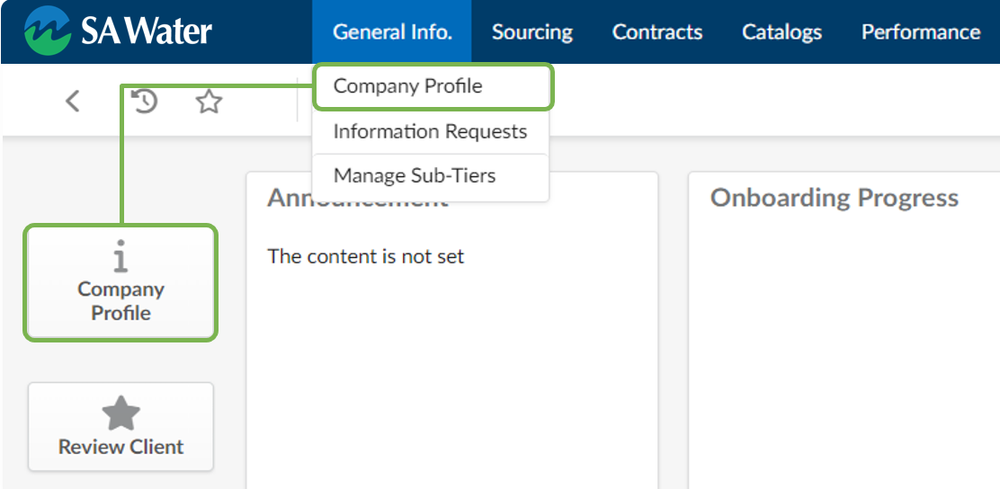 SA Water
General Info.
Sourcing
Contracts
Catalogs
Performance
Company Profile
Information Requests
Manage Sub-Tiers
Company
Profile
Review Client
Announcement
The content is not set
Onboarding Progress